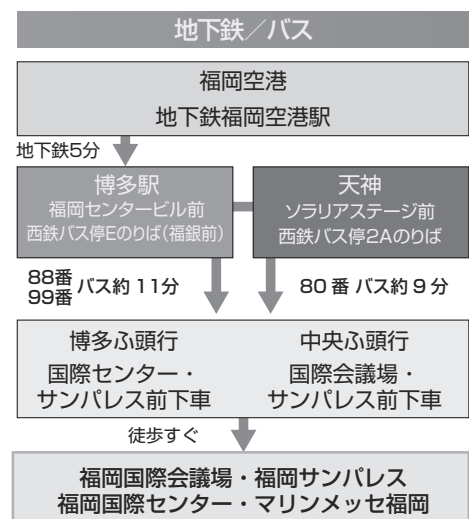 地下鉄／バス
福岡空港
地下鉄福岡空港駅
地下鉄5分
博多駅
福岡センタービル前
西鉄バス停Eのりば(福銀前)
天神
ソラリアステージ前
西鉄バス停2Aのりば
88番
99番
バス約11分
80番 バス約9分
博多ふ頭行
国際センター・
サンパレス前下車
中央ふ頭行
国際会議場・
サンパレス前下車
徒歩すぐ
福岡国際会議場・福岡サンパレス
福岡国際センター・マリンメッセ福岡